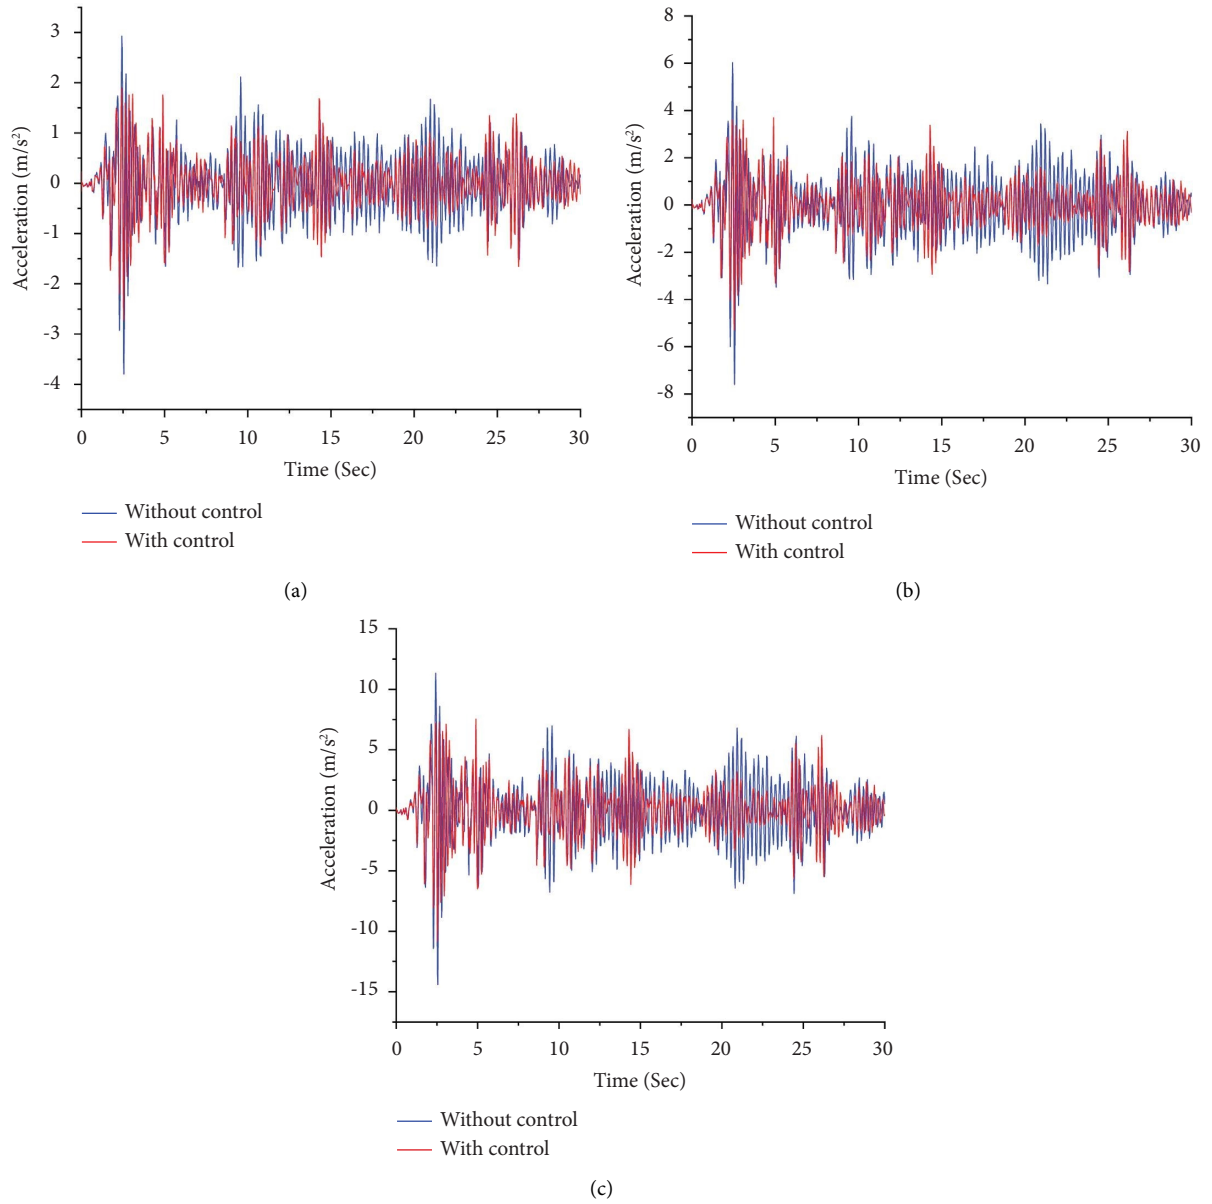 3
2
1
0
-1
-2
-3
-4
Acceleration (m/s²)
0 5 10 15 20 25 30
Time (Sec)
Without control
With control
(a)
8
6
4
2
0
-2
-4
-6
-8
Acceleration (m/s²)
0 5 10 15 20 25 30
Time (Sec)
Without control
With control
(b)
15
10
5
0
-5
-10
-15
Acceleration (m/s²)
0 5 10 15 20 25 30
Time (Sec)
Without control
With control
(c)